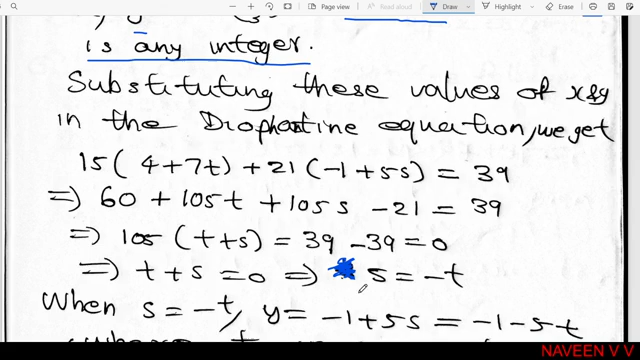 Read aloud Draw Highlight Erase
is any integer.
Substituting these values of x & y
in the Diophantine equation, we get
15(4+7t) + 21(-1+5s) = 39
=) 60 + 105t + 105s - 21 = 39
=) 105 (t+s) = 39 - 39 = 0
=) t+s = 0 =) s = -t
When s = -t, y = -1+5s = -1-5t
NAVEEN V V